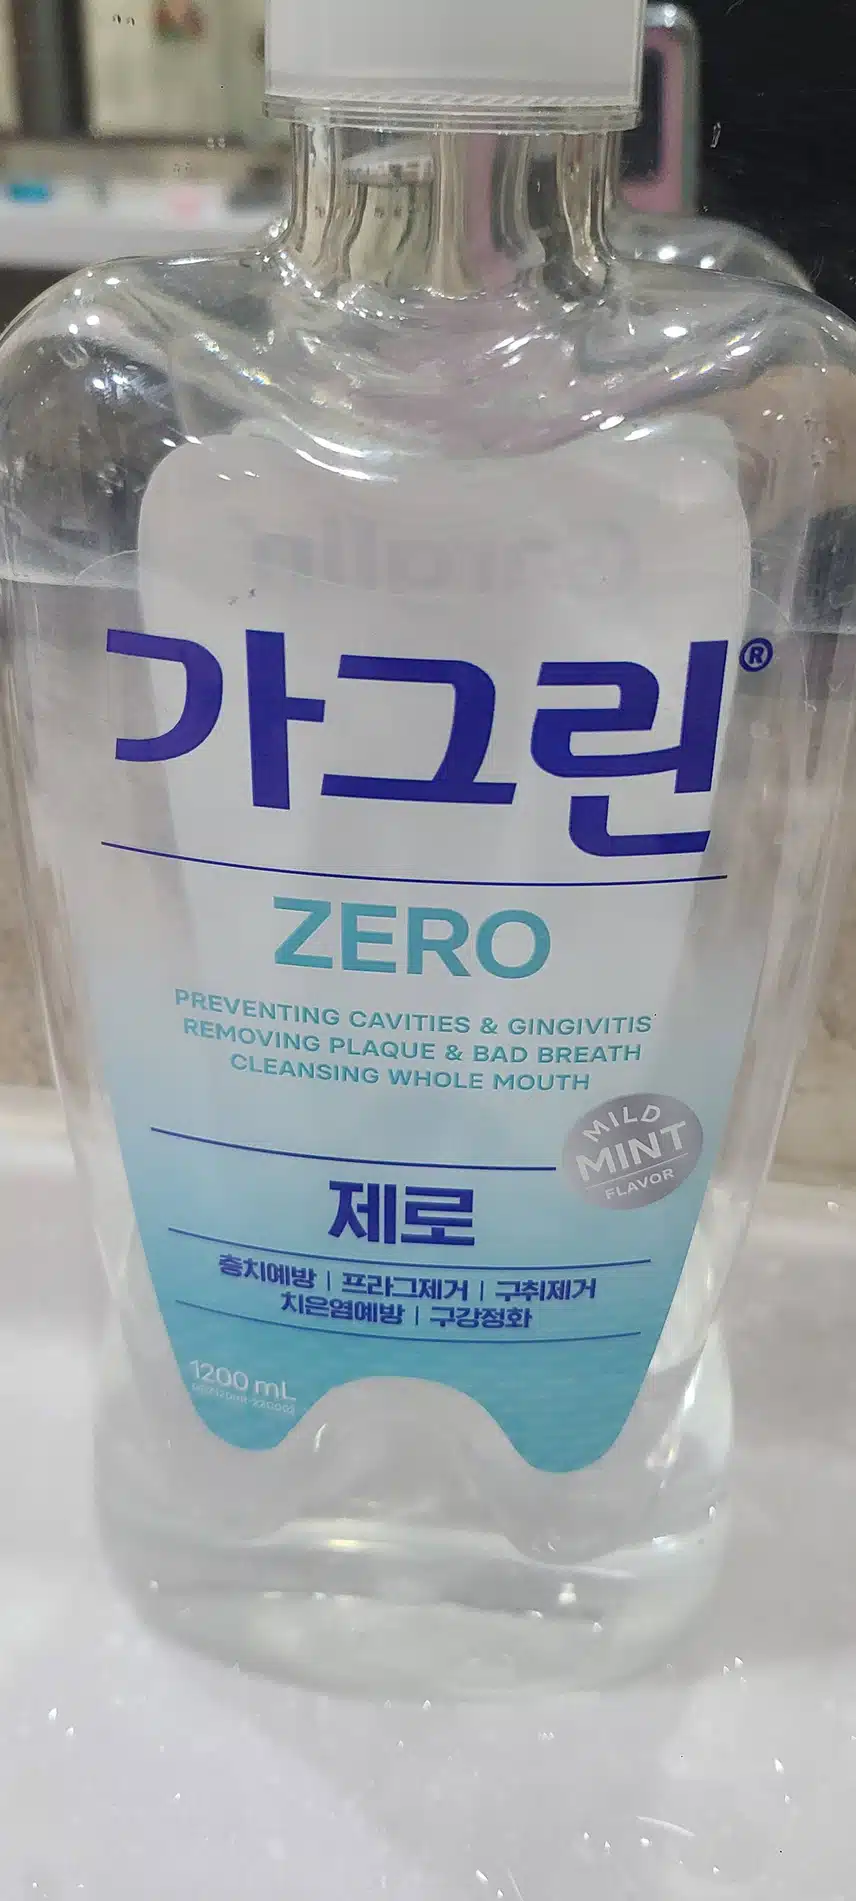 가그린®
ZERO
PREVENTING CAVITIES & GINGIVITIS
REMOVING PLAQUE & BAD BREATH
CLEANSING WHOLE MOUTH
MILD
MINT
FLAVOR
제로
충치예방 | 프라그제거 | 구취제거
치은염예방 | 구강정화
1200 mL